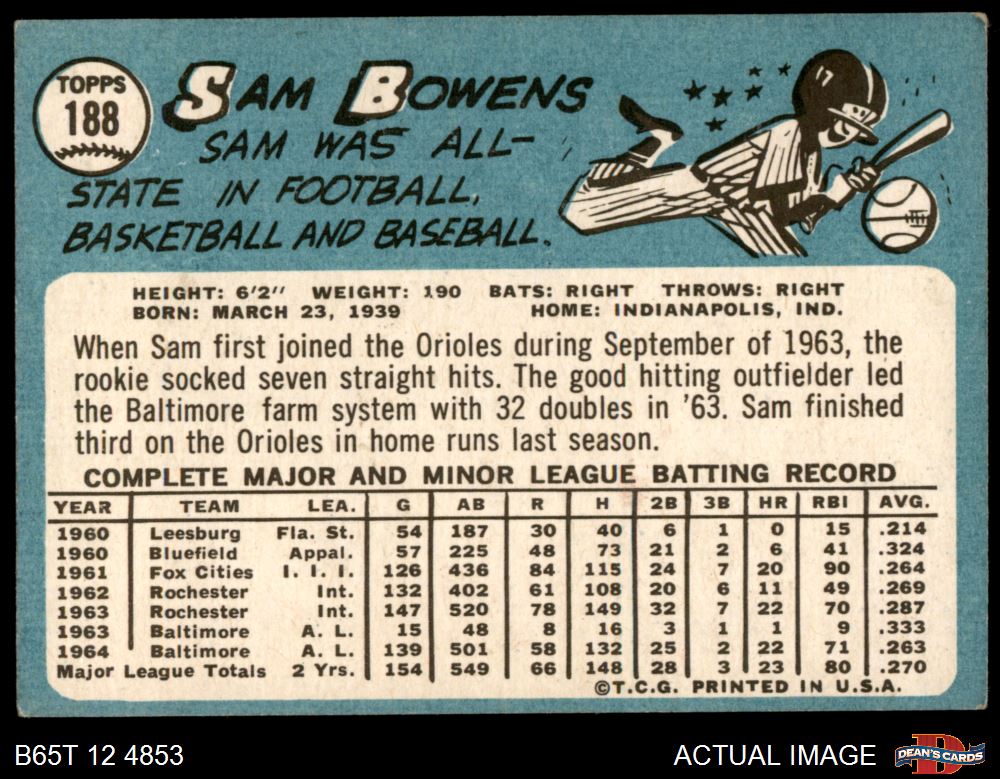 TOPPS
188
SAM BOWENS
SAM WAS ALL-
STATE IN FOOTBALL,
BASKETBALL AND BASEBALL.
17
HEIGHT: 6'2" WEIGHT: 190 BATS: RIGHT THROWS: RIGHT
BORN: MARCH 23, 1939 HOME: INDIANAPOLIS, IND.
When Sam first joined the Orioles during September of 1963, the
rookie socked seven straight hits. The good hitting outfielder led
the Baltimore farm system with 32 doubles in '63. Sam finished
third on the Orioles in home runs last season.
COMPLETE MAJOR AND MINOR LEAGUE BATTING RECORD
YEAR TEAM LEA. G AB R H 2B 3B HR RBI AVG.
1960 Leesburg Fla. St. 54 187 30 40 6 1 0 15 .214
1960 Bluefield Appal. 57 225 48 73 21 2 6 41 .324
1961 Fox Cities I. I. I. 126 436 84 115 24 7 20 90 .264
1962 Rochester Int. 132 402 61 108 20 6 11 49 .269
1963 Rochester Int. 147 520 78 149 32 7 22 70 .287
1963 Baltimore A. L. 15 48 8 16 3 1 1 9 .333
1964 Baltimore A. L. 139 501 58 132 25 2 22 71 .263
Major League Totals 2 Yrs. 154 549 66 148 28 3 23 80 .270
©T.C.G. PRINTED IN U.S.A.
B65T 12 4853 ACTUAL IMAGE
DEAN'S CARDS